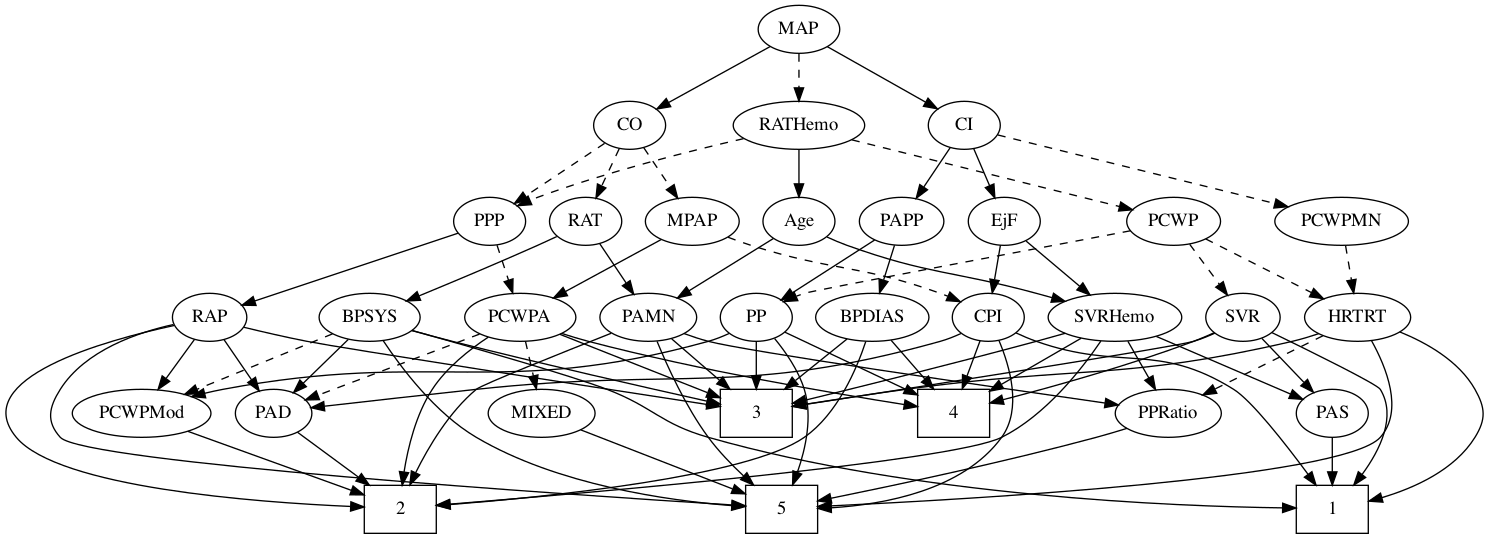 MAP
CO
RATHemo
CI
PPP
RAT
MPAP
Age
PAPP
EjF
PCWP
PCWPMN
RAP
BPSYS
PCWPA
PAMN
PP
BPDIAS
CPI
SVRHemo
SVR
HRTRT
PCWPMod
PAD
MIXED
3
4
PPRatio
PAS
2
5
1